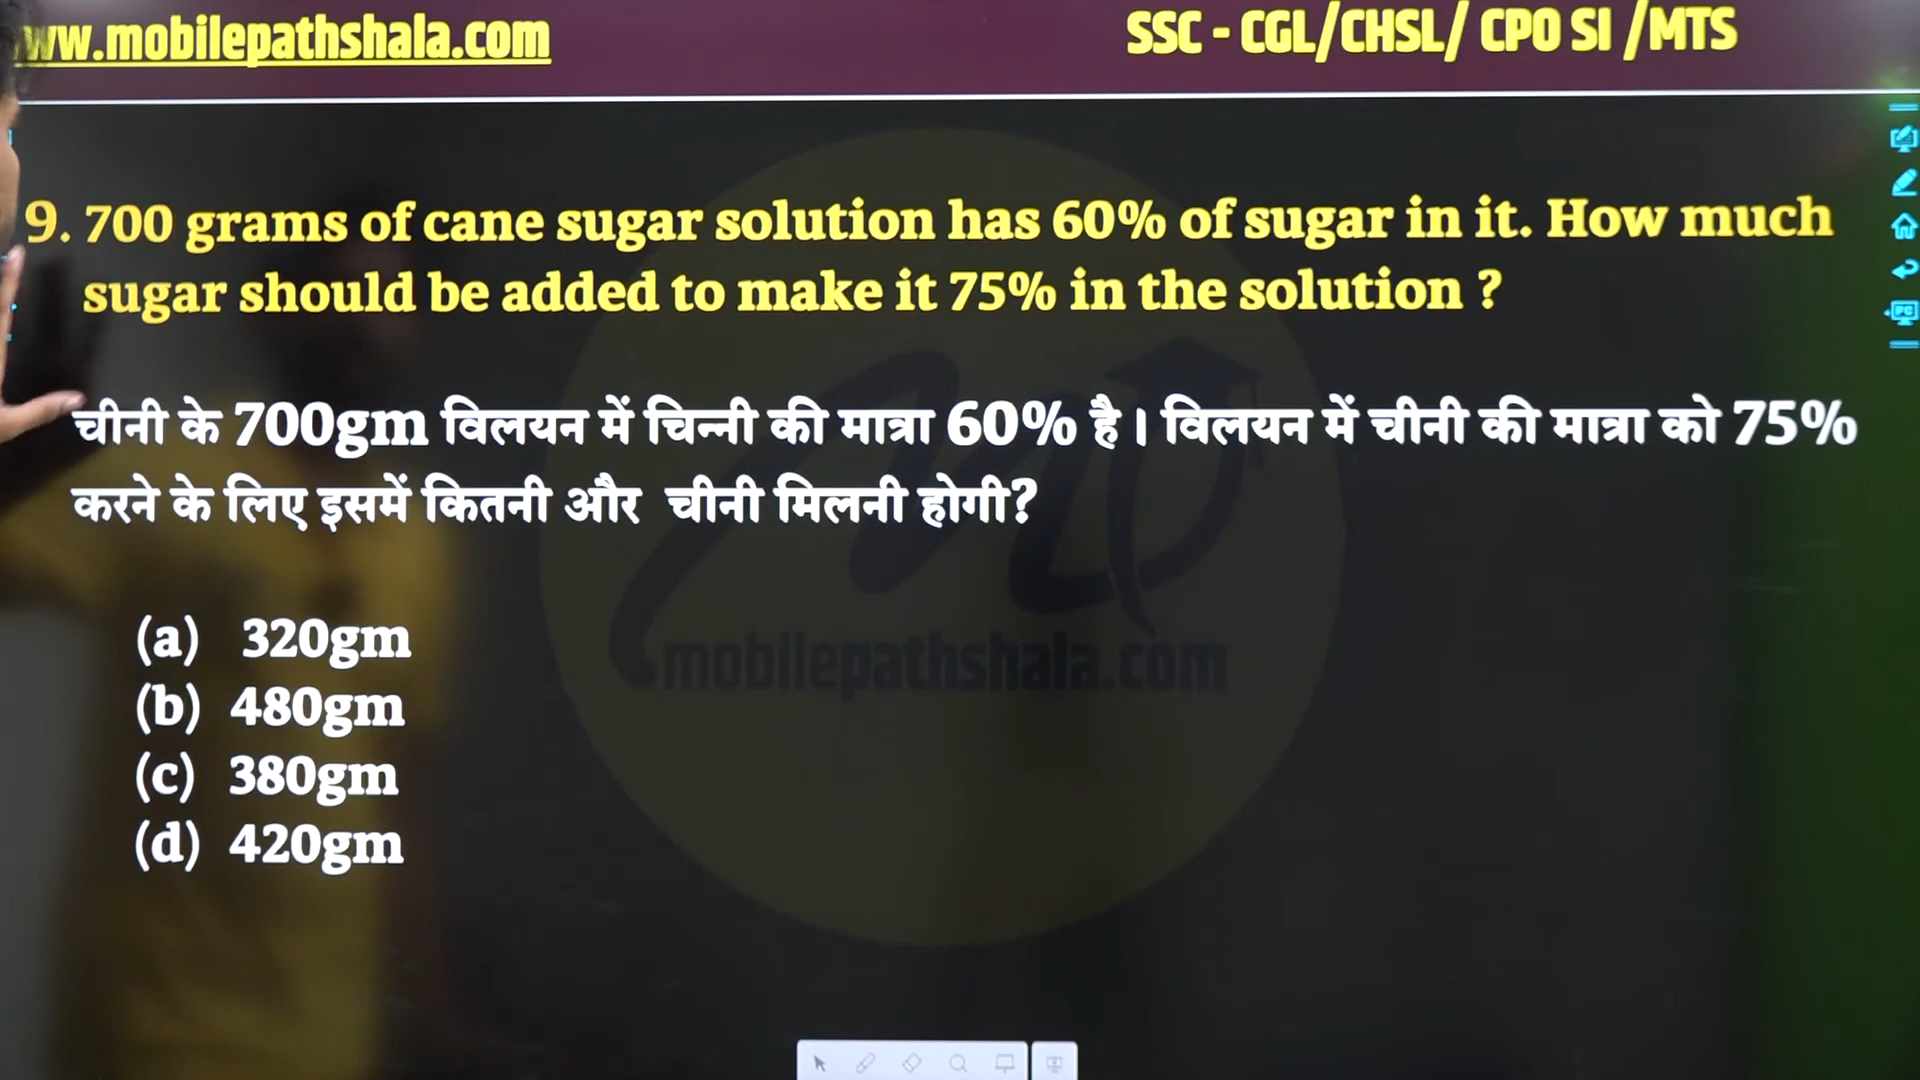 ww.mobilepathshala.com
SSC - CGL/CHSL/ CPO SI /MTS
9. 700 grams of cane sugar solution has 60% of sugar in it. How much
sugar should be added to make it 75% in the solution ?
चीनी के 700gm विलयन में चिन्नी की मात्रा 60% है। विलयन में चीनी की मात्रा को 75%
करने के लिए इसमें कितनी और चीनी मिलनी होगी?
mobilepathshala.com
(a) 320gm
(b) 480gm
(c) 380gm
(d) 420gm
PC